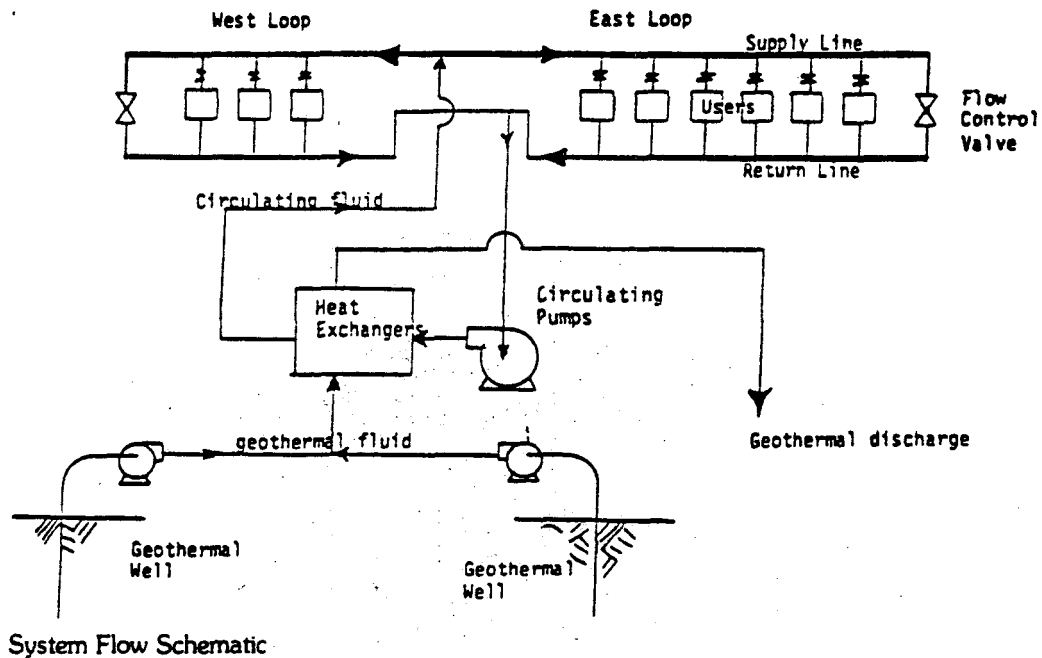 West Loop
East Loop
Supply Line
Users
Flow
Control
Valve
Return Line
Circulating fluid
Heat
Exchangers
Circulating
Pumps
geothermal fluid
Geothermal discharge
Geothermal
Well
Geothermal
Well
System Flow Schematic